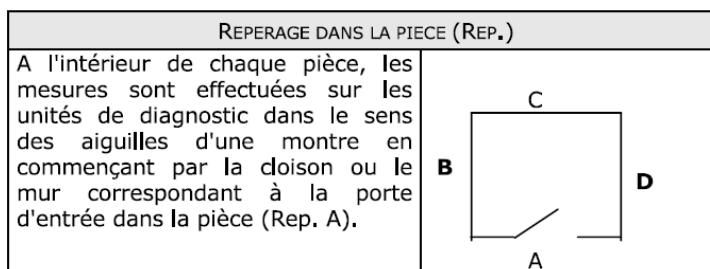 REPERAGE DANS LA PIECE (REP.)
A l'intérieur de chaque pièce, les
mesures sont effectuées sur les
unités de diagnostic dans le sens
des aiguilles d'une montre en
commençant par la cloison ou le
mur correspondant à la porte
d'entrée dans la pièce (Rep. A).
C
B
D
A